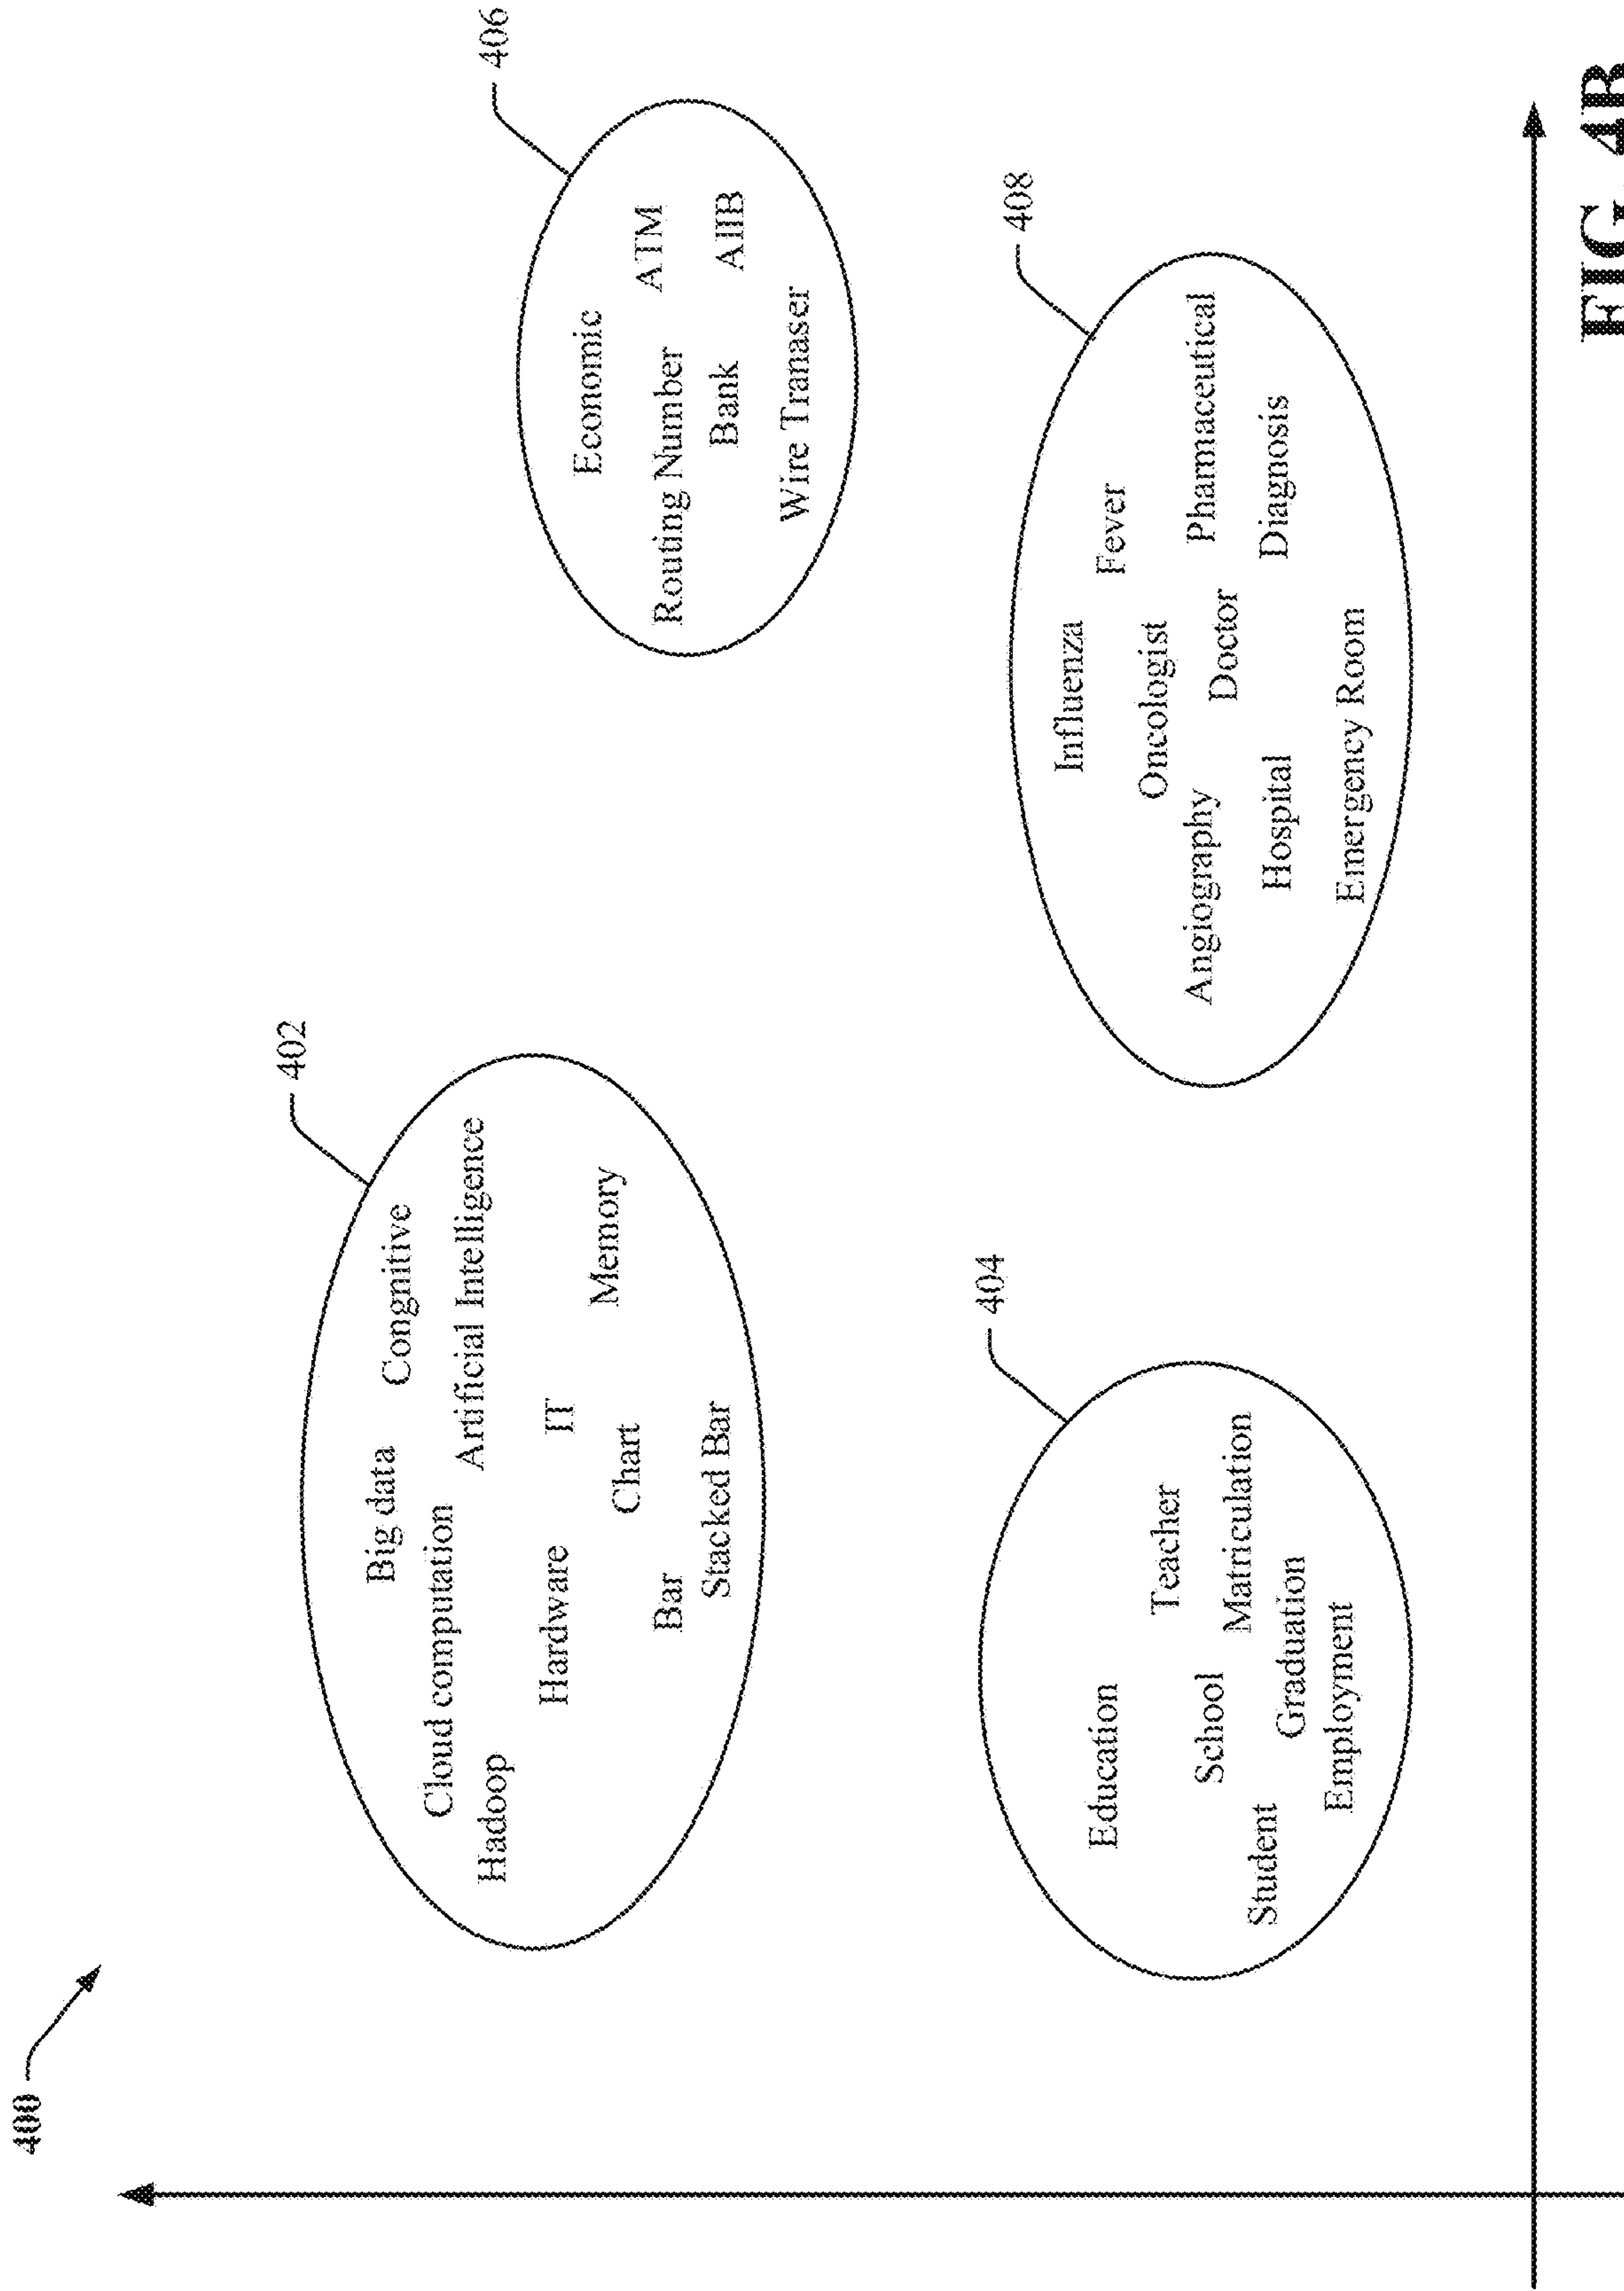 400
402
Big data
Congnitive
Cloud computation
Artificial Intelligence
Hadoop
Hardware
IT
Memory
Chart
Bar
Stacked Bar
406
Economic
Routing Number
ATM
Bank
AIIB
Wire Tranaser
404
Education
Teacher
School
Matriculation
Student
Graduation
Employment
408
Influenza
Fever
Oncologist
Angiography
Pharmaceutical
Doctor
Hospital
Diagnosis
Emergency Room
FIG. 4B